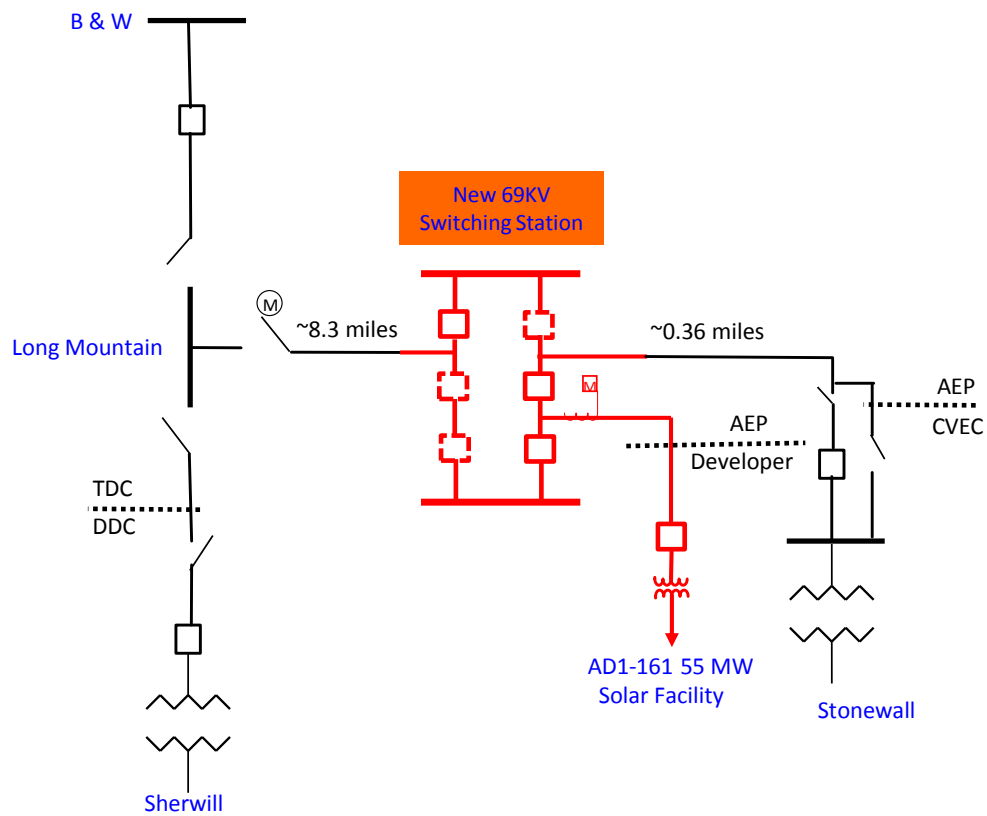 B & W
New 69KV
Switching Station
M
~8.3 miles
~0.36 miles
Long Mountain
M
AEP
CVEC
AEP
Developer
TDC
DDC
AD1-161 55 MW
Solar Facility
Stonewall
Sherwill